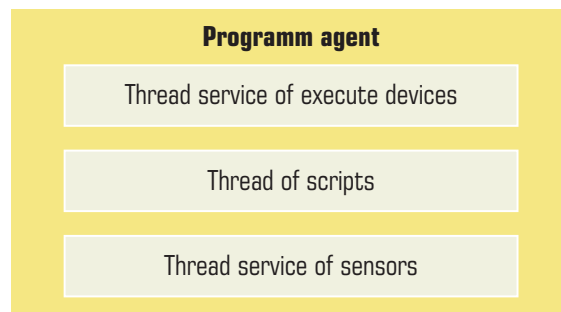 Programm agent
Thread service of execute devices
Thread of scripts
Thread service of sensors